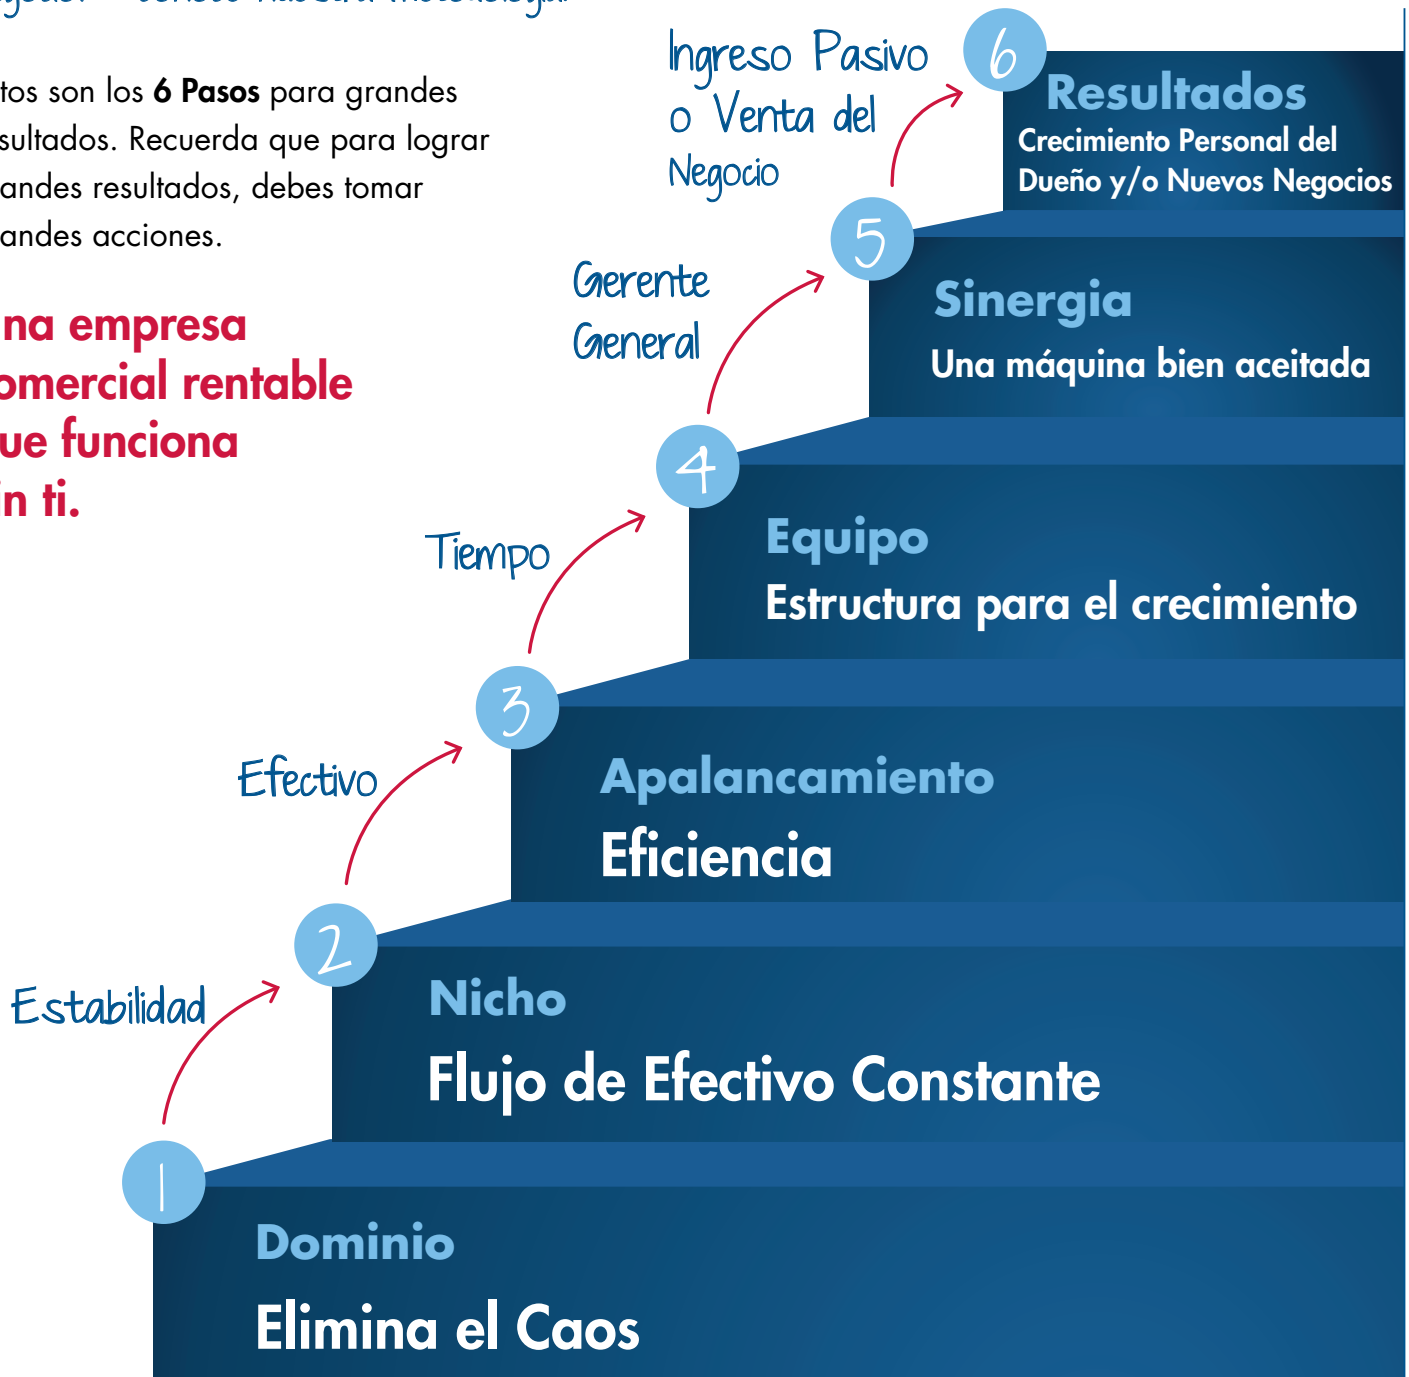 nuestra metodología.
tos son los 6 Pasos para grandes
sultados. Recuerda que para lograr
andes resultados, debes tomar
andes acciones.
na empresa
omercial rentable
ue funciona
in ti.
6
Ingreso Pasivo
o Venta del
Negocio
Resultados
Crecimiento Personal del
Dueño y/o Nuevos Negocios
5
Gerente
General
Sinergia
Una máquina bien aceitada
4
Tiempo
Equipo
Estructura para el crecimiento
3
Efectivo
Apalancamiento
Eficiencia
2
Estabilidad
Nicho
Flujo de Efectivo Constante
1
Dominio
Elimina el Caos